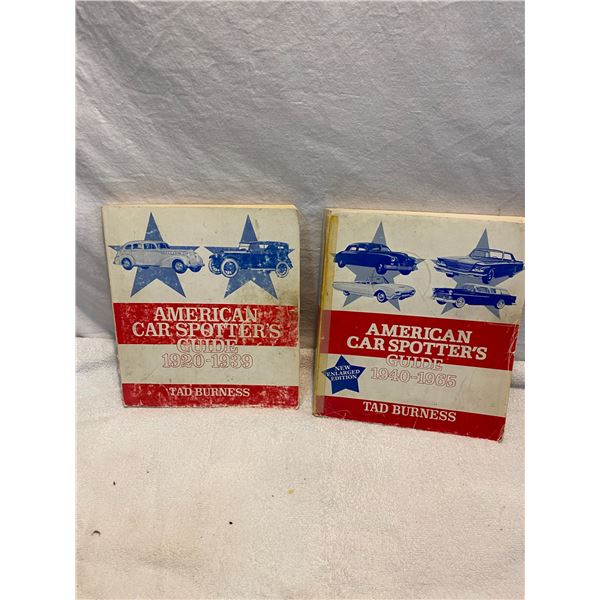 AMERICAN
CAR SPOTTER'S
GUIDE
1920-1939
TAD BURNESS
AMERICAN
CAR SPOTTER'S
GUIDE
1940-1965
NEW
ENLARGED
EDITION
TAD BURNESS